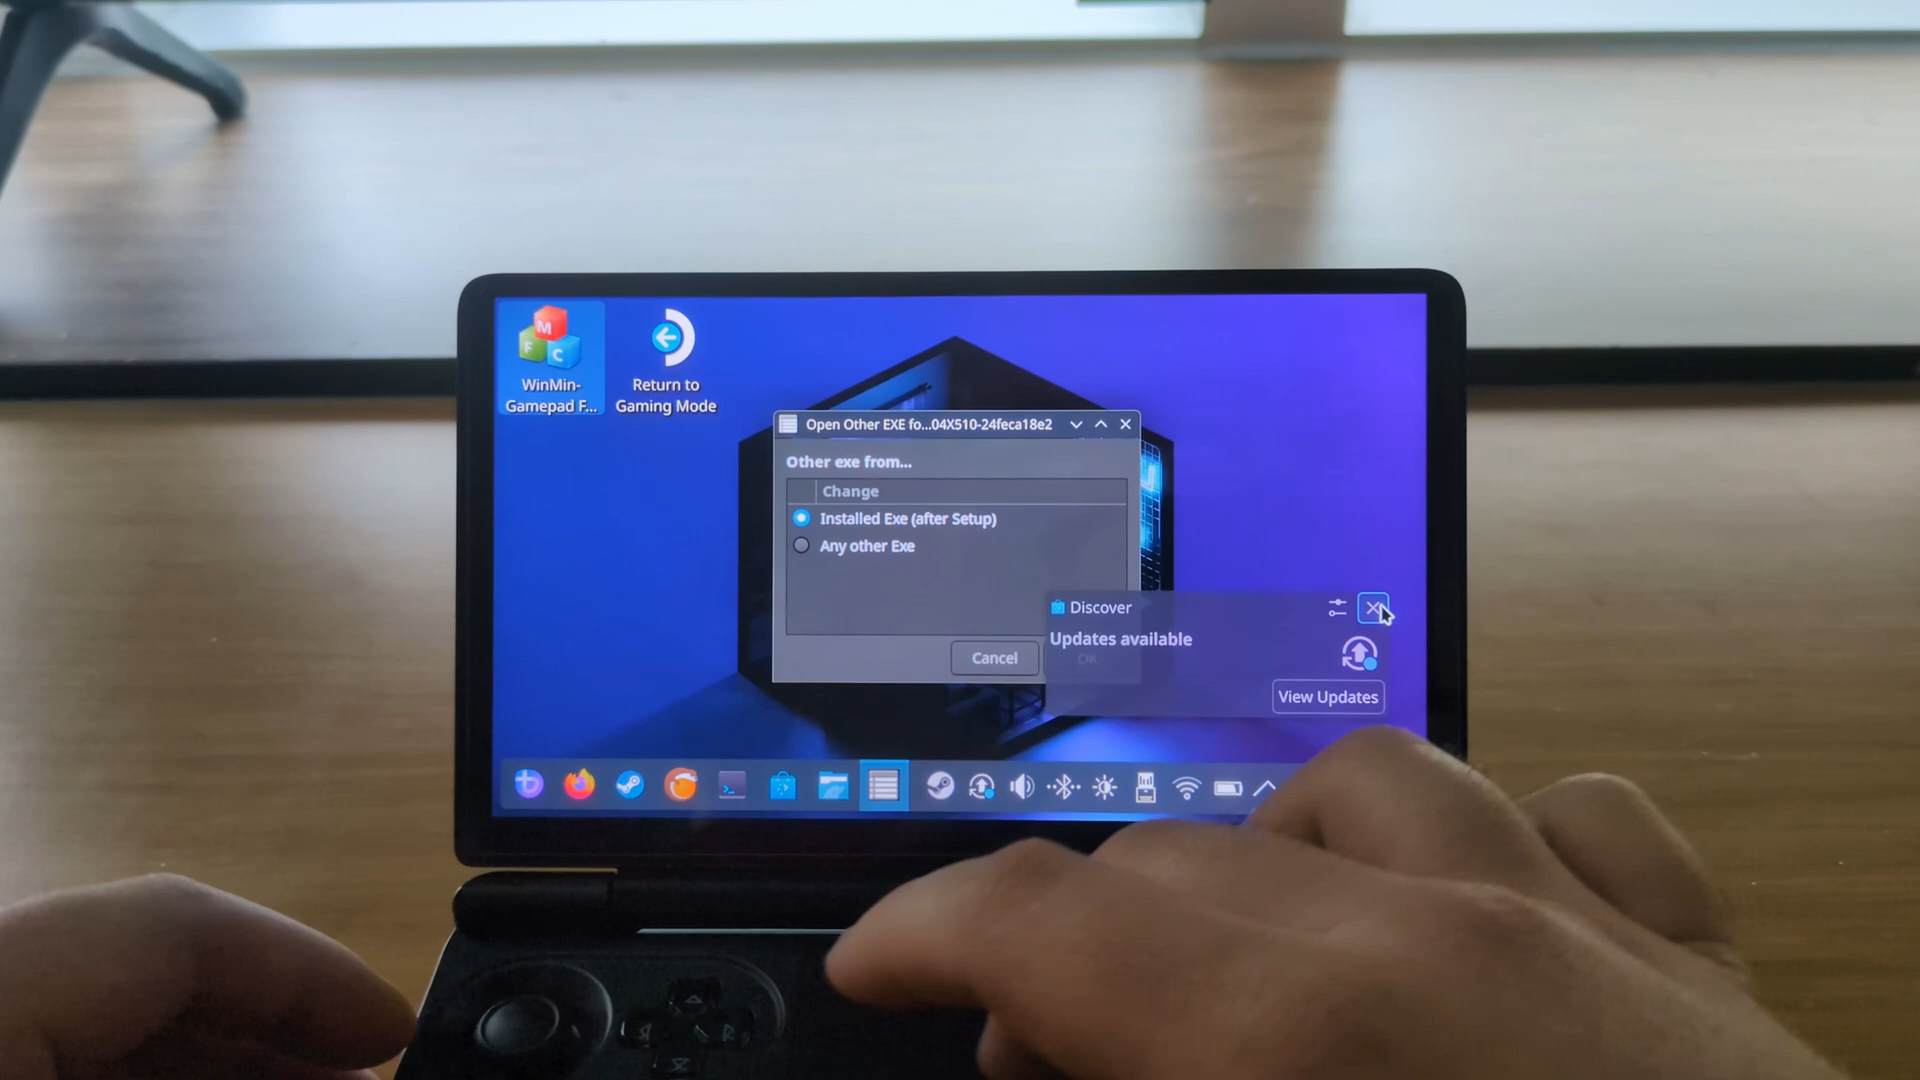 M
F
C
WinMin-
Gamepad F...
Return to
Gaming Mode
Open Other EXE fo...04X510-24feca18e2
Other exe from...
Change
Installed Exe (after Setup)
Any other Exe
Cancel
OK
Discover
Updates available
View Updates